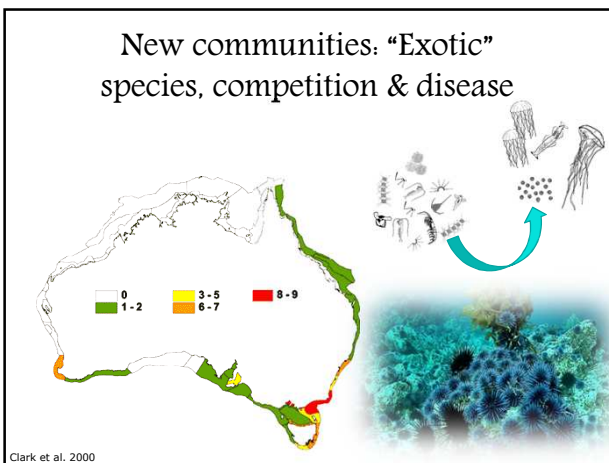 New communities: “Exotic”
species, competition & disease
0 3 - 5 8 - 9
1 - 2 6 - 7
Clark et al. 2000